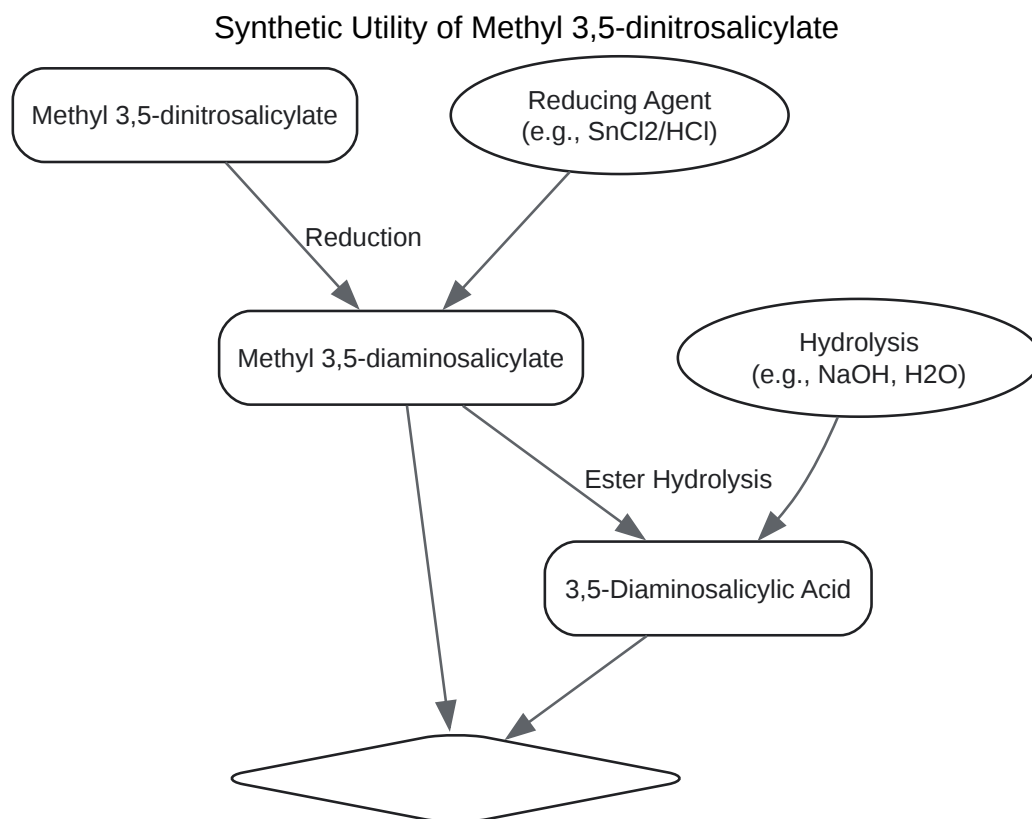 Synthetic Utility of Methyl 3,5-dinitrosalicylate
Methyl 3,5-dinitrosalicylate
Reducing Agent
(e.g., SnCl2/HCl)
Reduction
Methyl 3,5-diaminosalicylate
Hydrolysis
(e.g., NaOH, H2O)
Ester Hydrolysis
3,5-Diaminosalicylic Acid